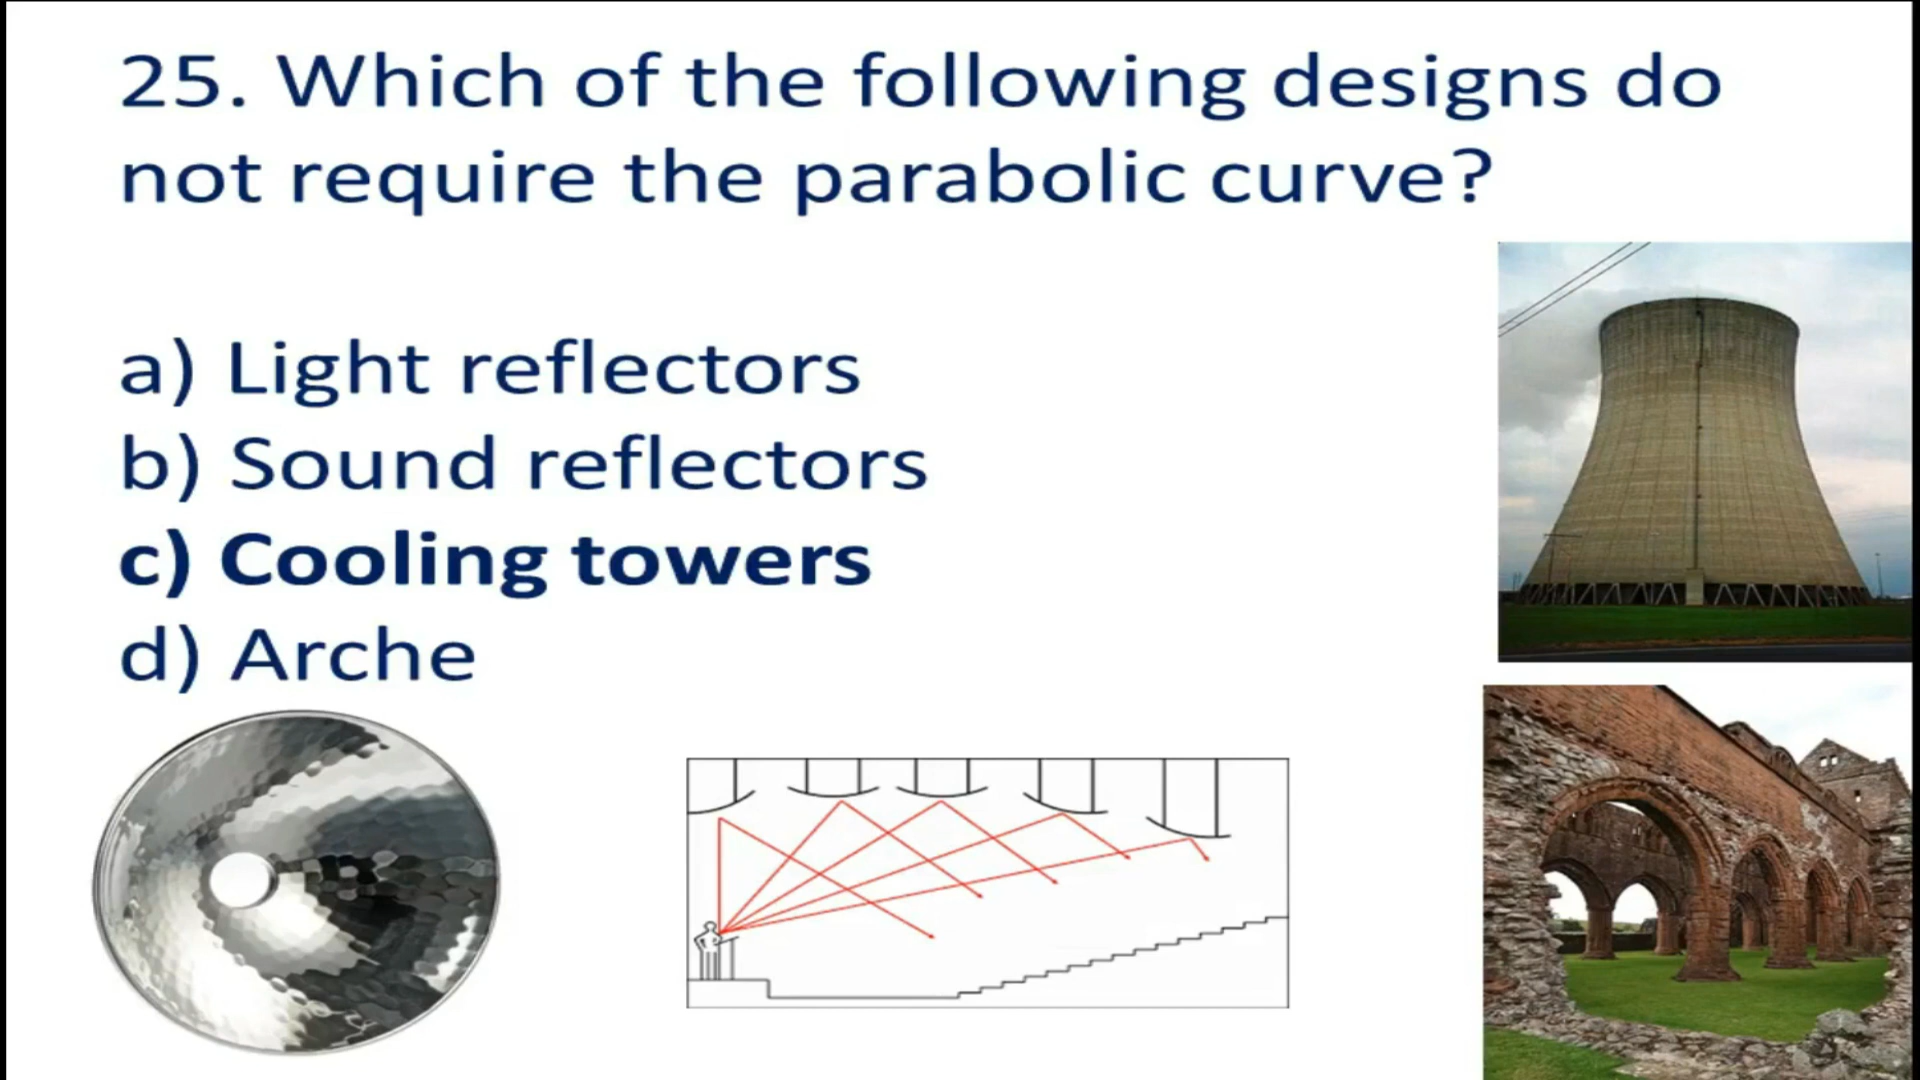 25. Which of the following designs do
not require the parabolic curve?
a) Light reflectors
b) Sound reflectors
c) Cooling towers
d) Arche